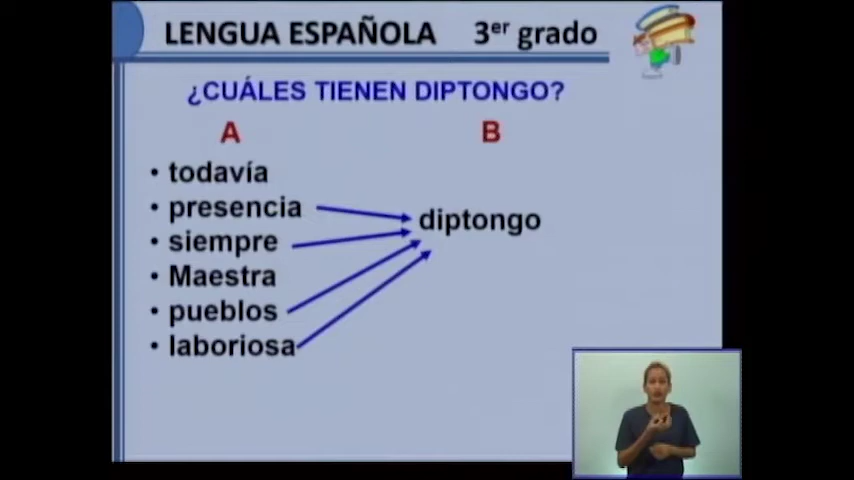 LENGUA ESPAÑOLA 3er grado
¿CUÁLES TIENEN DIPTONGO?
A B
• todavía
• presencia
diptongo
• siempre
• Maestra
• pueblos
• laboriosa